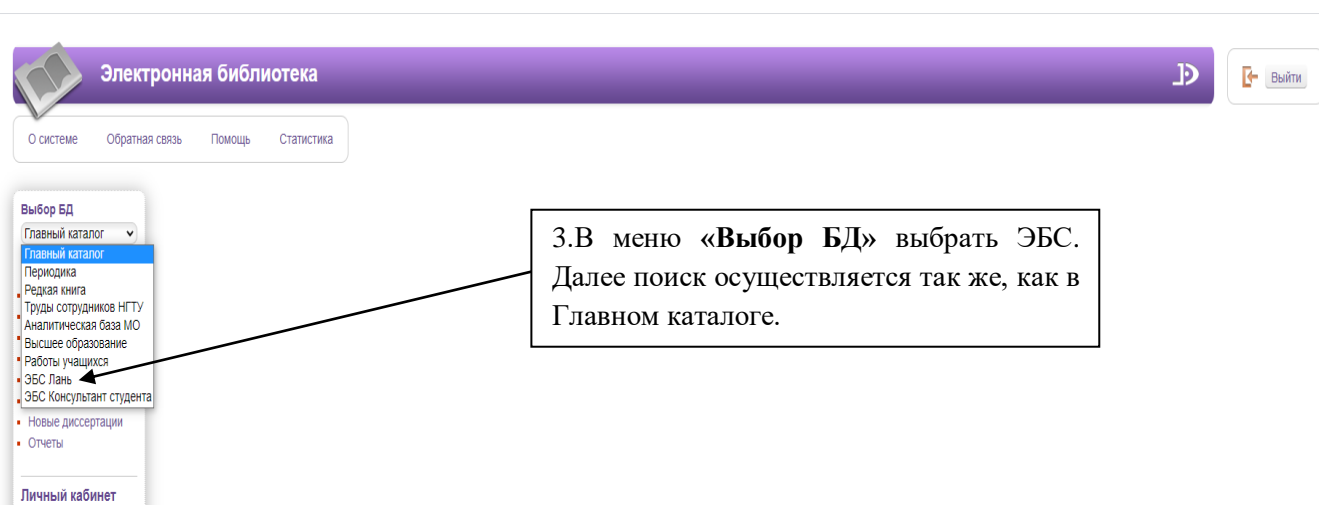 Электронная библиотека
Выйти
О системе Обратная связь Помощь Статистика
Выбор БД
Главный каталог
Главный каталог
Периодика
Редкая книга
Труды сотрудников НГТУ
Аналитическая база МО
Высшее образование
Работы учащихся
ЭБС Лань
ЭБС Консультант студента
Новые диссертации
Отчеты
Личный кабинет
3.В меню «Выбор БД» выбрать ЭБС.
Далее поиск осуществляется так же, как в
Главном каталоге.